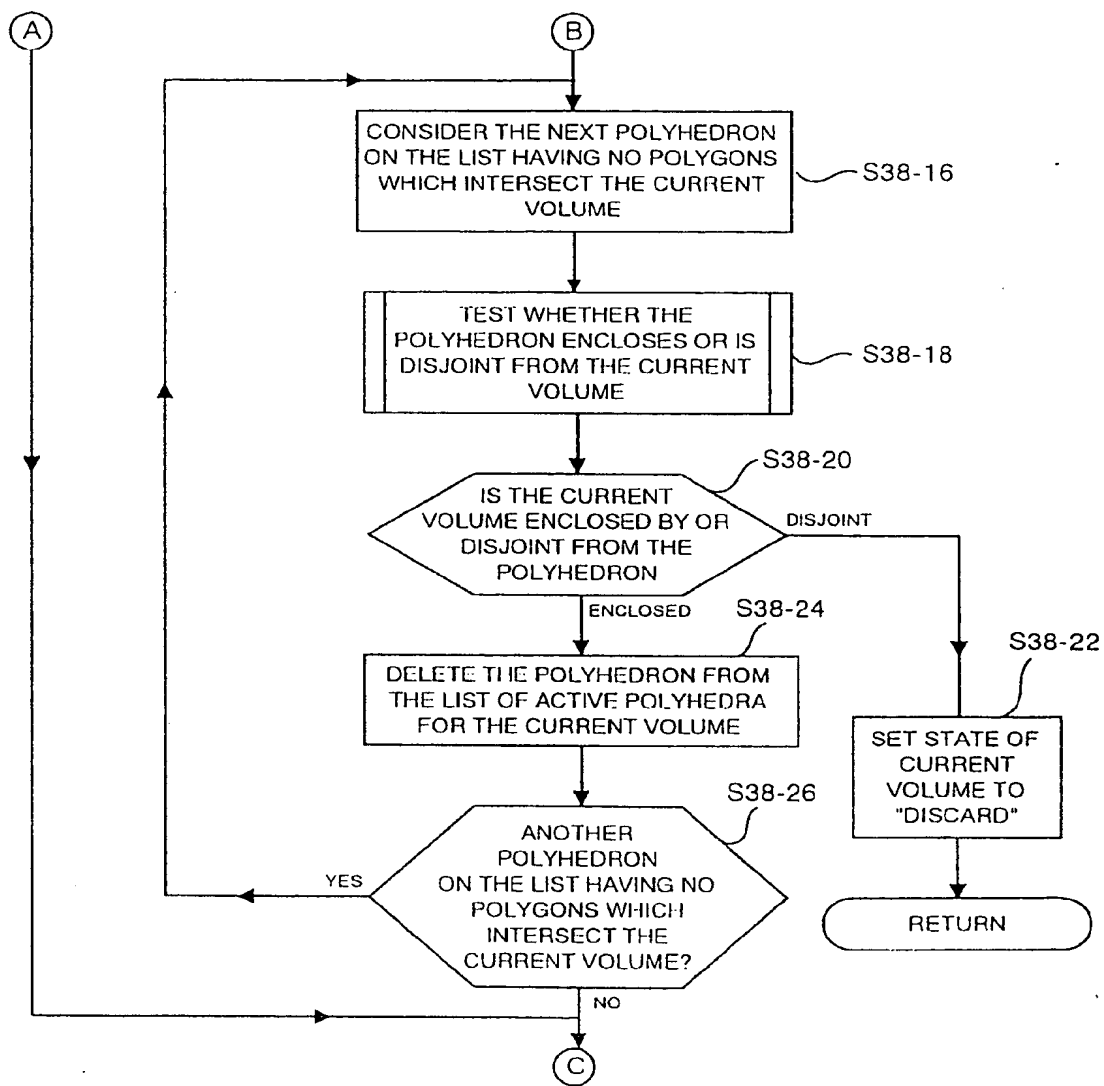 A
B
CONSIDER THE NEXT POLYHEDRON
ON THE LIST HAVING NO POLYGONS
WHICH INTERSECT THE CURRENT
VOLUME
S38-16
TEST WHETHER THE
POLYHEDRON ENCLOSES OR IS
DISJOINT FROM THE CURRENT
VOLUME
S38-18
S38-20
IS THE CURRENT
VOLUME ENCLOSED BY OR
DISJOINT FROM THE
POLYHEDRON
DISJOINT
ENCLOSED
S38-24
DELETE THE POLYHEDRON FROM
THE LIST OF ACTIVE POLYHEDRA
FOR THE CURRENT VOLUME
S38-22
SET STATE OF
CURRENT
VOLUME TO
"DISCARD"
S38-26
ANOTHER
POLYHEDRON
ON THE LIST HAVING NO
POLYGONS WHICH
INTERSECT THE
CURRENT VOLUME?
YES
RETURN
NO
C